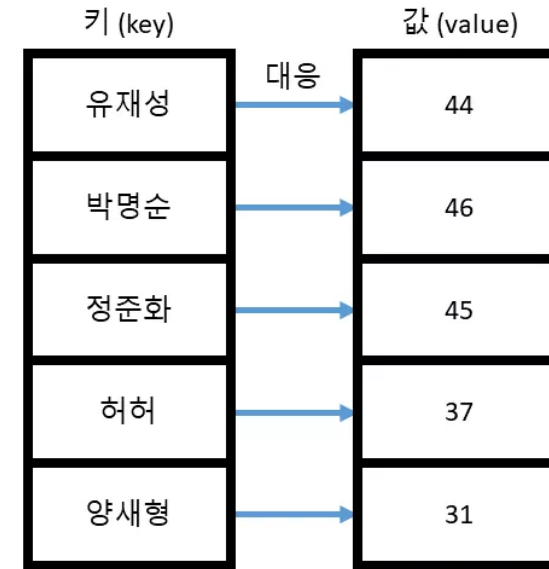 키 (key) 값 (value)
대응
유재성 44
박명순 46
정준화 45
허허 37
양새형 31